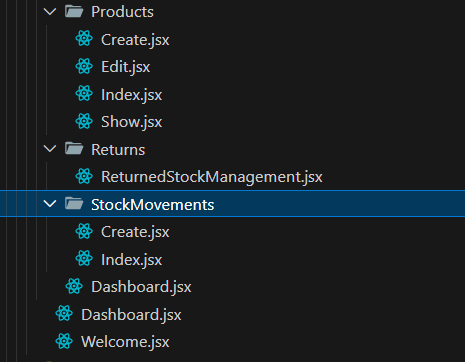 Products
Create.jsx
Edit.jsx
Index.jsx
Show.jsx
Returns
ReturnedStockManagement.jsx
StockMovements
Create.jsx
Index.jsx
Dashboard.jsx
Dashboard.jsx
Welcome.jsx